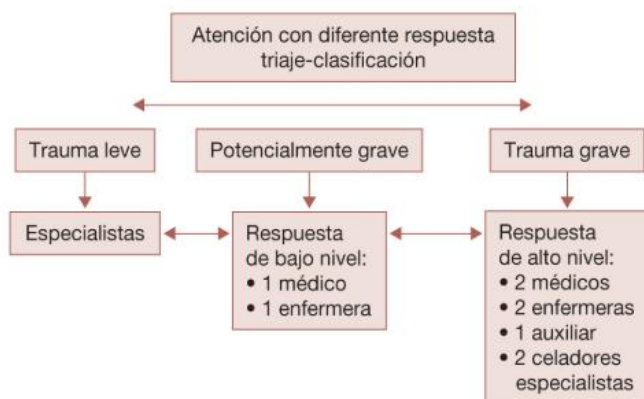 Atención con diferente respuesta
triaje-clasificación
Trauma leve
Potencialmente grave
Trauma grave
Especialistas
Respuesta
de bajo nivel:
• 1 médico
• 1 enfermera
Respuesta
de alto nivel:
• 2 médicos
• 2 enfermeras
• 1 auxiliar
• 2 celadores
especialistas